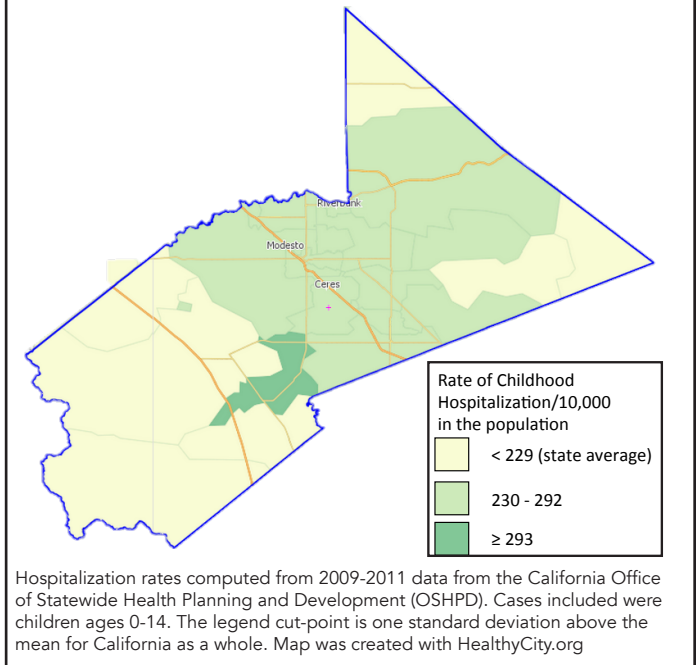 Riverbank
Modesto
Ceres
Rate of Childhood
Hospitalization/10,000
in the population
< 229 (state average)
230 - 292
≥ 293
Hospitalization rates computed from 2009-2011 data from the California Office
of Statewide Health Planning and Development (OSHPD). Cases included were
children ages 0-14. The legend cut-point is one standard deviation above the
mean for California as a whole. Map was created with HealthyCity.org